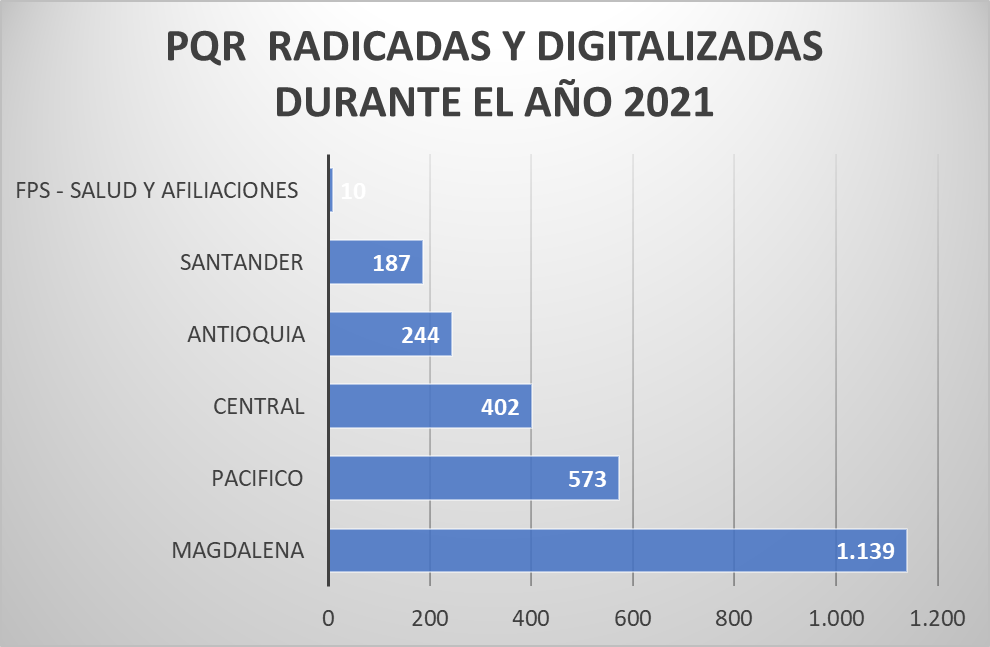 PQR  RADICADAS Y DIGITALIZADAS
DURANTE EL AÑO 2021
FPS - SALUD Y AFILIACIONES 10
SANTANDER 187
ANTIOQUIA 244
CENTRAL 402
PACIFICO 573
MAGDALENA 1.139
0 200 400 600 800 1.000 1.200